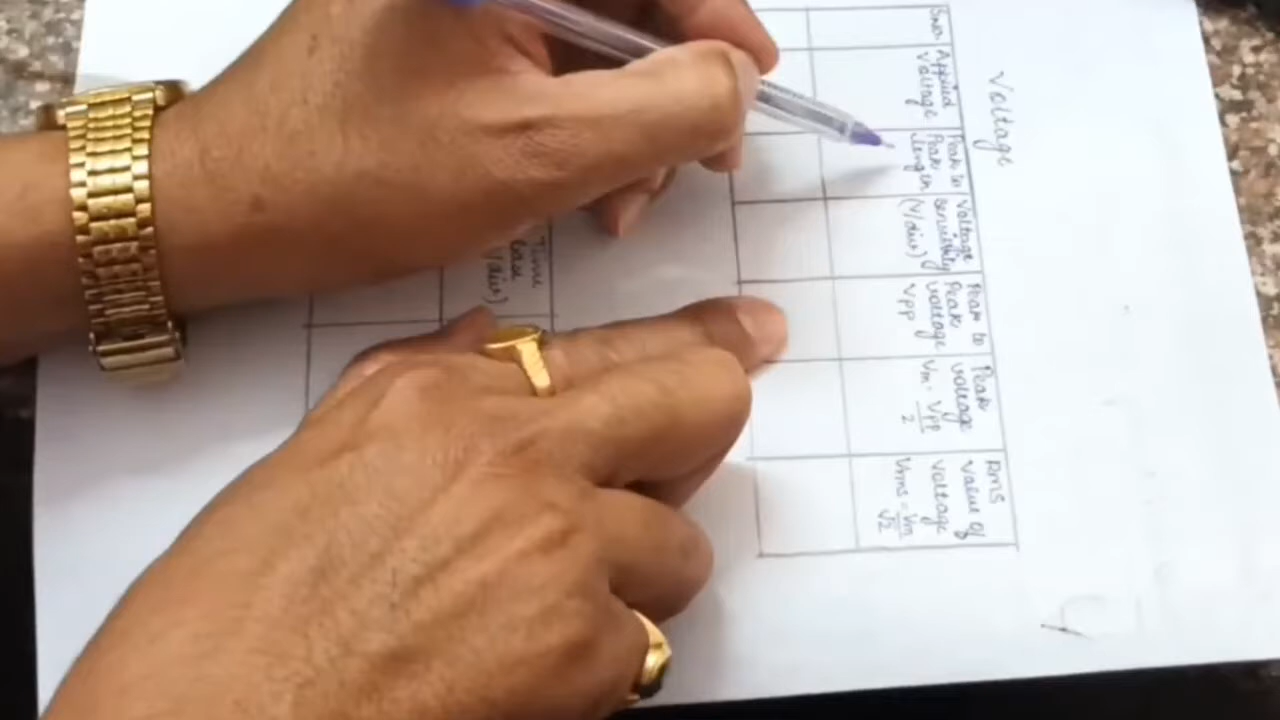 Voltage
S.no.
Applied
Voltage
Peak to
Peak
length
Voltage
sensitivity
(V/div)
Peak to
Peak
voltage
VPP
Peak
voltage
Vm = VPP
2
RMS
value of
voltage
Vrms = Vm
√2
Time
base
/div)